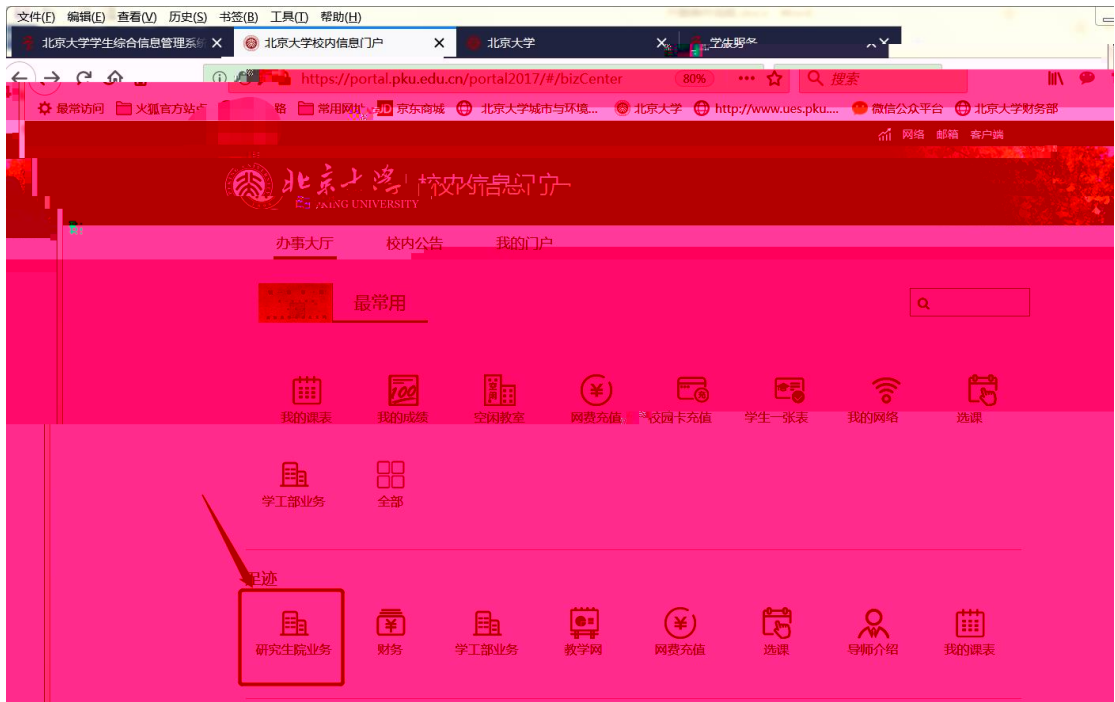 文件(F) 编辑(E) 查看(V) 历史(S) 书签(B) 工具(T) 帮助(H)
北京大学学生综合信息管理系统 北京大学校内信息门户 北京大学
https://portal.pku.edu.cn/portal2017/#/bizCenter 80% 搜索
最常访问 火狐官方站点 常用网址 JD 京东商城 北京大学城市与环境... 北京大学 http://www.ues.pku.... 微信公众平台 北京大学财务部
网络 邮箱 客户端
北京大学 校内信息门户
UNIVERSITY
办事大厅 校内公告 我的门户
最常用
我的课表 我的成绩 空闲教室 网费充值 校园卡充值 学生一张表 我的网络 选课
学工部业务 全部
足迹
研究生院业务 财务 学工部业务 教学网 网费充值 选课 导师介绍 我的课表